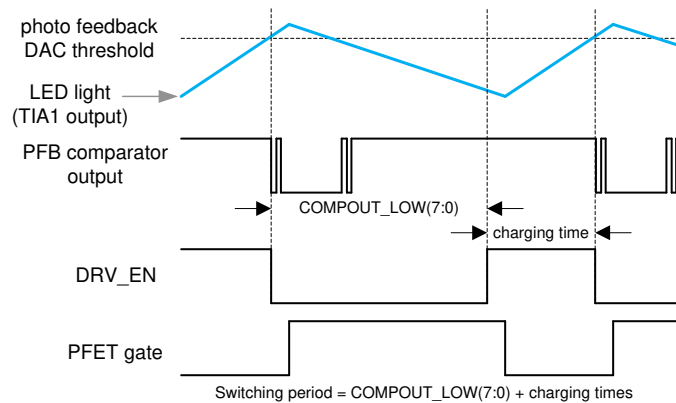 photo feedback
DAC threshold
LED light
(TIA1 output)
PFB comparator
output
COMPOUT_LOW(7:0)
charging time
DRV_EN
PFET gate
Switching period = COMPOUT_LOW(7:0) + charging times